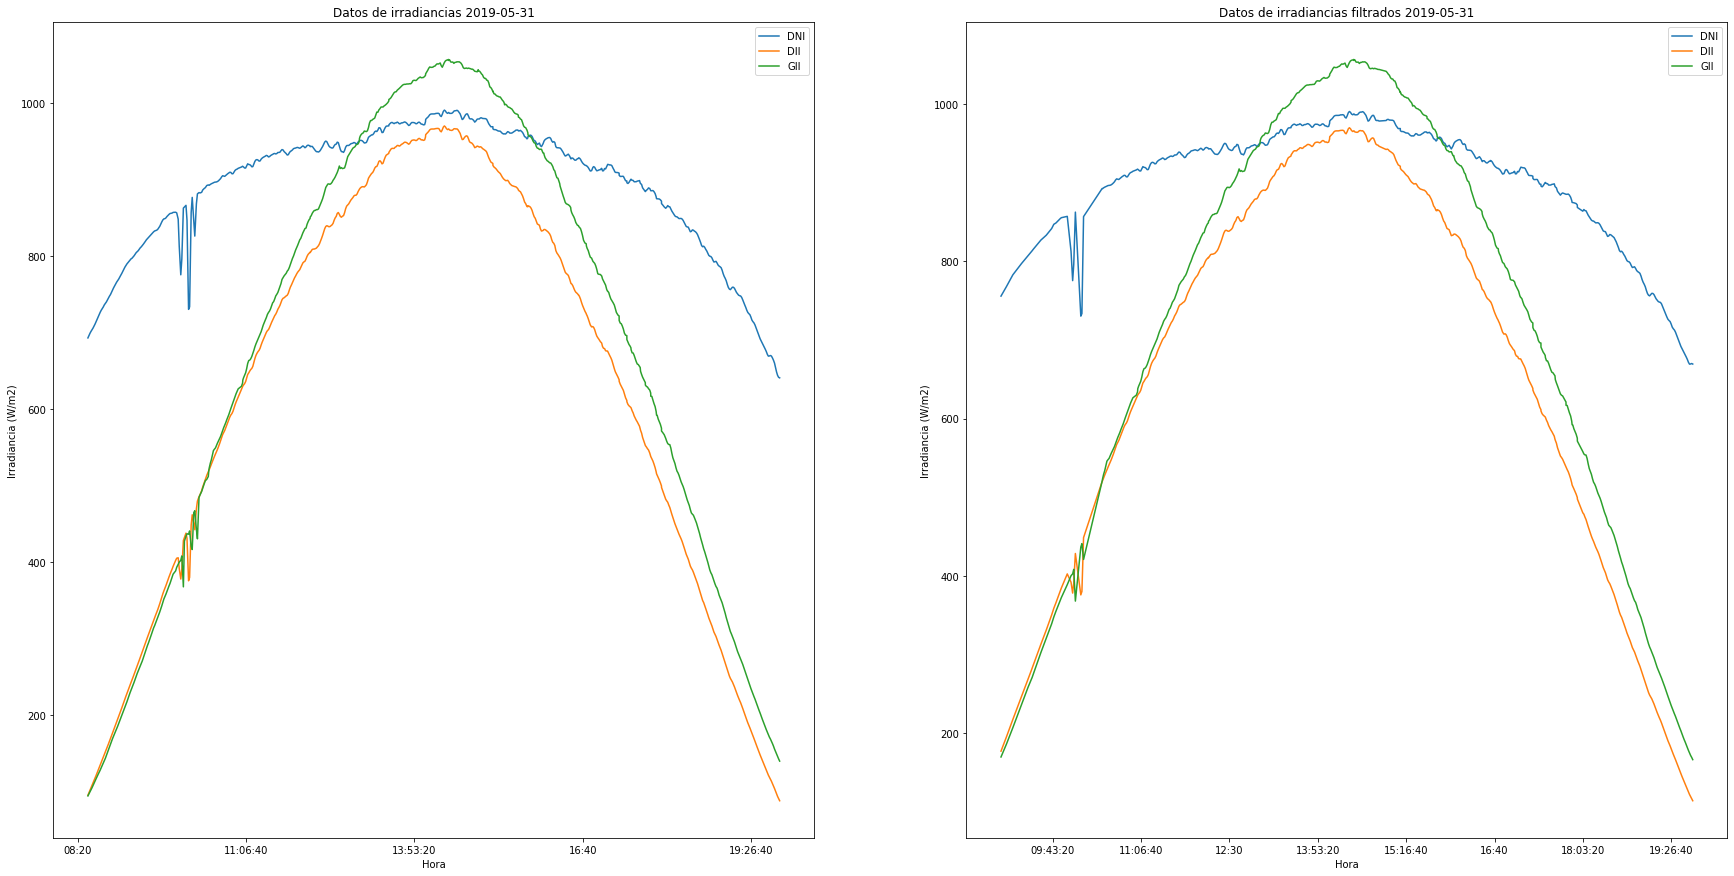 Datos de irradiancias 2019-05-31
DNI
DII
GII
1000
800
600
400
200
Irradiancia (W/m2)
08:20 11:06:40 13:53:20 16:40 19:26:40
Hora
Datos de irradiancias filtrados 2019-05-31
DNI
DII
GII
1000
800
600
400
200
Irradiancia (W/m2)
09:43:20 11:06:40 12:30 13:53:20 15:16:40 16:40 18:03:20 19:26:40
Hora